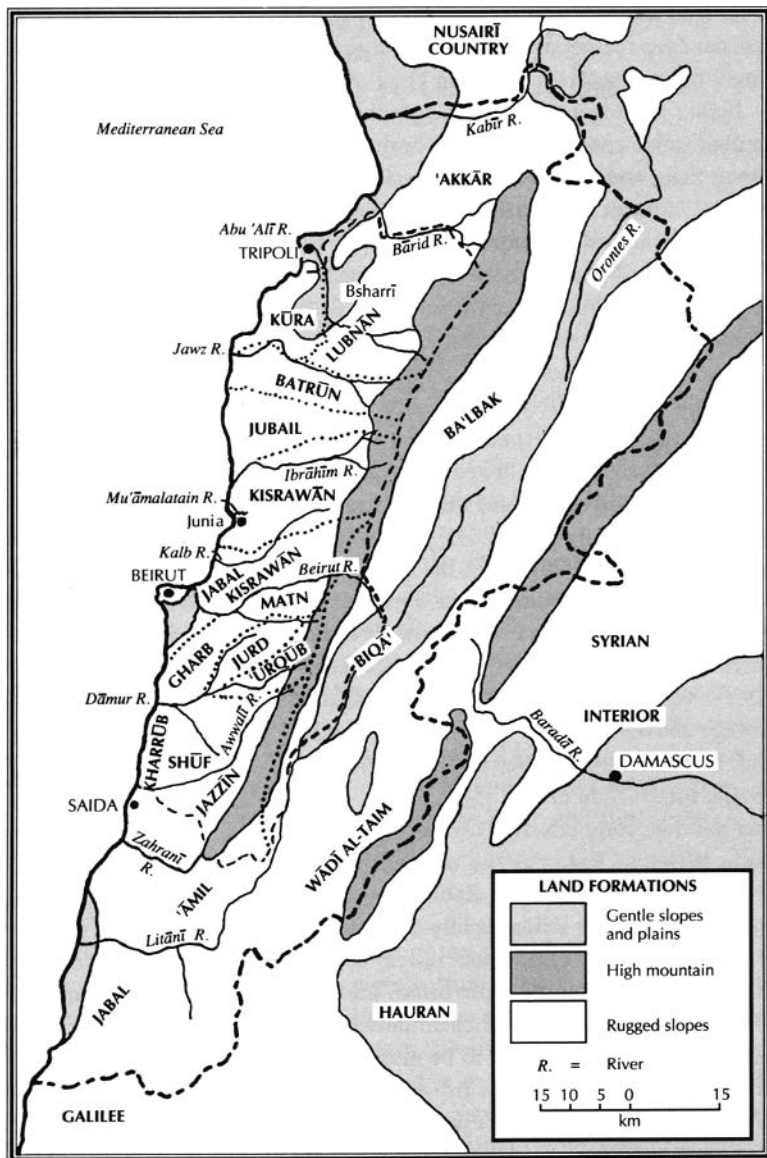 NUSAIRĪ
COUNTRY
Mediterranean Sea
Kabīr R.
'AKKĀR
Abu 'Alī R.
TRIPOLI
Bārid R.
Orontes R.
Bsharrī
KŪRA
LUBNĀN
Jawz R.
BATRŪN
BA'LBAK
JUBAIL
Ibrāhīm R.
Mu'āmalatain R.
KISRAWĀN
Junia
Kalb R.
JABAL
KISRAWĀN
Beirut R.
BEIRUT
MATN
GHARB
JURD
'URQŪB
BIQĀ'
SYRIAN
INTERIOR
Dāmur R.
Awwalī R.
Baradā R.
KHARRŪB
SHŪF
DAMASCUS
SAIDA
JAZZĪN
Zahranī
R.
WĀDĪ AL-TAIM
'ĀMIL
Lītānī R.
JABAL
HAURAN
GALILEE
LAND FORMATIONS
Gentle slopes
and plains
High mountain
Rugged slopes
R. = River
15 10 5 0 15
km